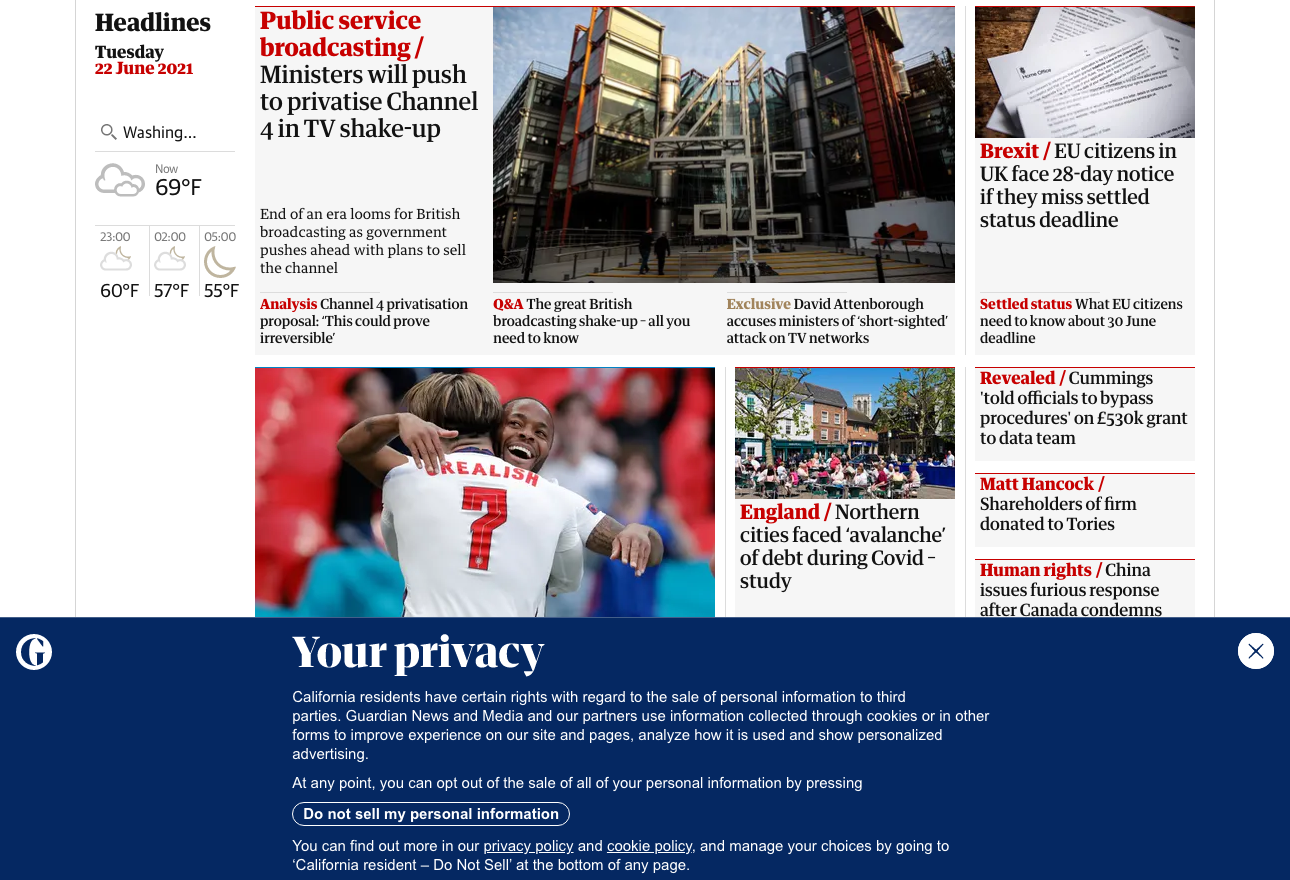 Headlines
Tuesday
22 June 2021
Washing...
Now
69°F
23:00
02:00
05:00
60°F
57°F
55°F
Public service
broadcasting /
Ministers will push
to privatise Channel
4 in TV shake-up
End of an era looms for British
broadcasting as government
pushes ahead with plans to sell
the channel
Analysis Channel 4 privatisation
proposal: ‘This could prove
irreversible’
Q&A The great British
broadcasting shake-up – all you
need to know
Exclusive David Attenborough
accuses ministers of ‘short-sighted’
attack on TV networks
Home Office
Brexit / EU citizens in
UK face 28-day notice
if they miss settled
status deadline
Settled status What EU citizens
need to know about 30 June
deadline
GREALISH
7
England / Northern
cities faced ‘avalanche’
of debt during Covid –
study
Revealed / Cummings
'told officials to bypass
procedures' on £530k grant
to data team
Matt Hancock /
Shareholders of firm
donated to Tories
Human rights / China
issues furious response
after Canada condemns
G
Your privacy
California residents have certain rights with regard to the sale of personal information to third
parties. Guardian News and Media and our partners use information collected through cookies or in other
forms to improve experience on our site and pages, analyze how it is used and show personalized
advertising.
At any point, you can opt out of the sale of all of your personal information by pressing
Do not sell my personal information
You can find out more in our privacy policy and cookie policy, and manage your choices by going to
‘California resident – Do Not Sell’ at the bottom of any page.